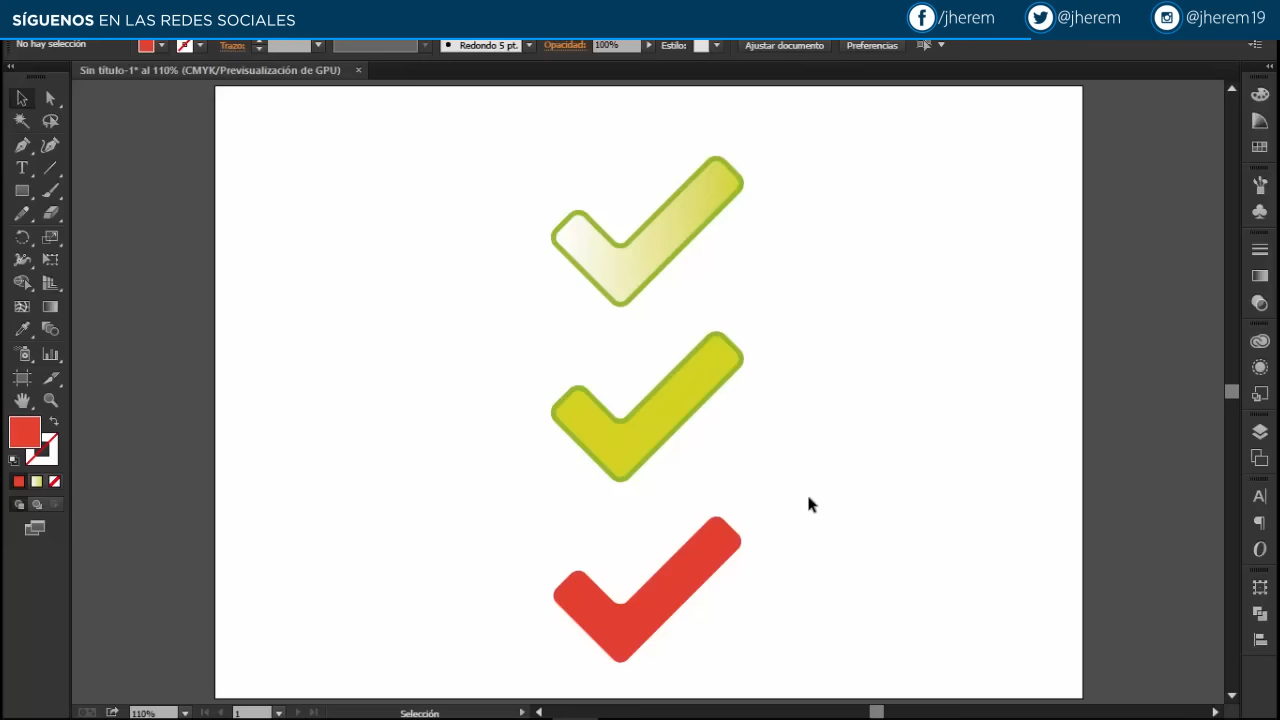 SÍGUENOS EN LAS REDES SOCIALES
/jherem
@jherem
@jherem19
No hay selección
Trazo:
Redondo 5 pt.
Opacidad:
100%
Estilo:
Ajustar documento
Preferencias
Sin título-1* al 110% (CMYK/Previsualización de GPU)
110%
1
Selección